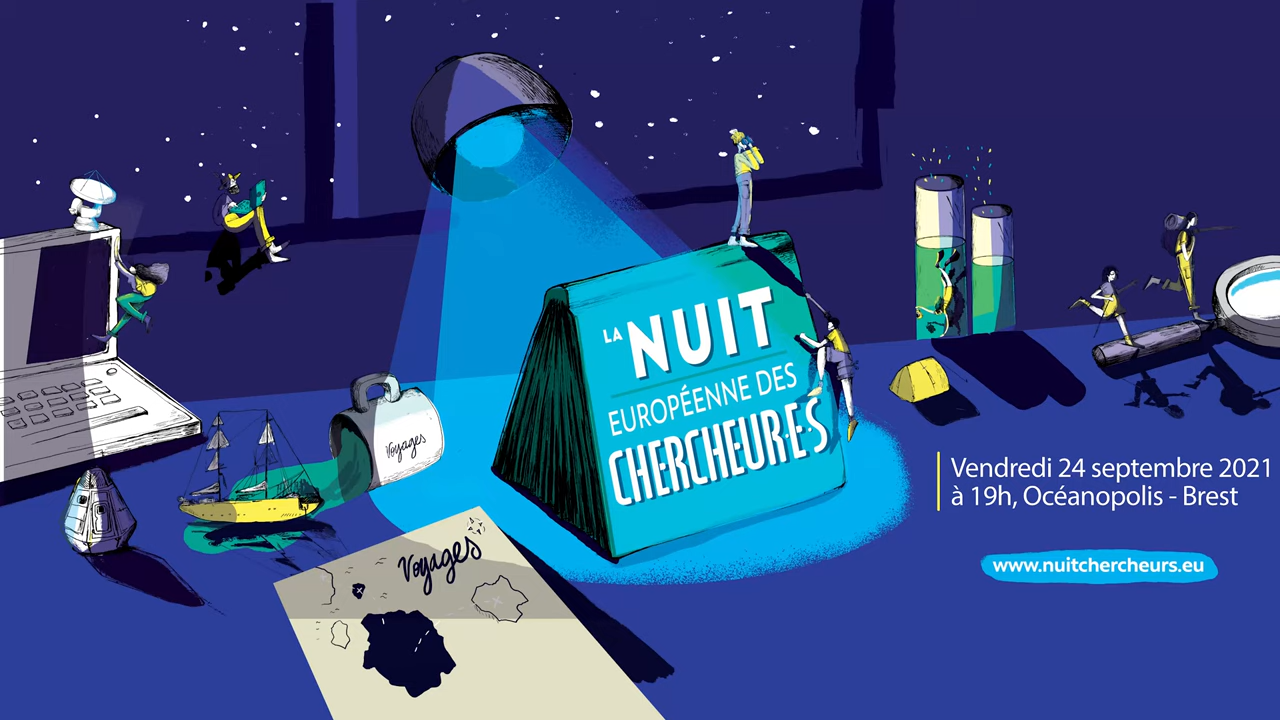 LA NUIT
EUROPÉENNE DES
CHERCHEUR·E·S
Voyages
Voyages
Vendredi 24 septembre 2021
à 19h, Océanopolis - Brest
www.nuitchercheurs.eu